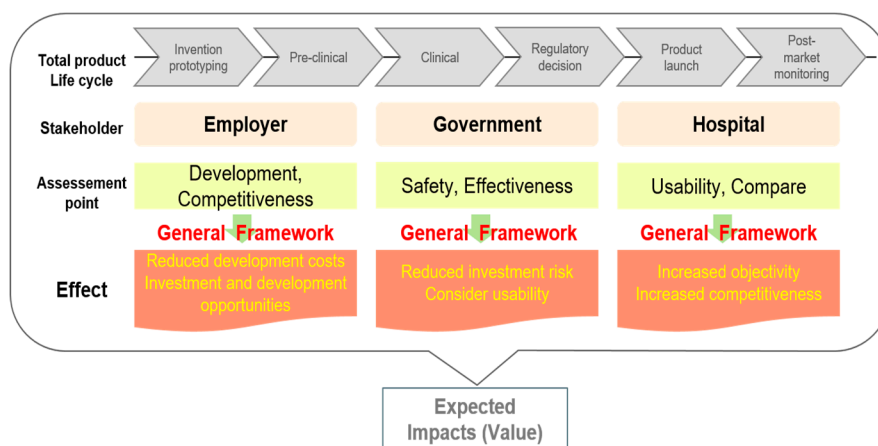 Total product
Life cycle
Invention
prototyping
Pre-clinical
Clinical
Regulatory
decision
Product
launch
Post-
market
monitoring
Stakeholder
Employer
Government
Hospital
Assessement
point
Development,
Competitiveness
Safety, Effectiveness
Usability, Compare
General Framework
General Framework
General Framework
Effect
Reduced development costs
Investment and development
opportunities
Reduced investment risk
Consider usability
Increased objectivity
Increased competitiveness
Expected
Impacts (Value)